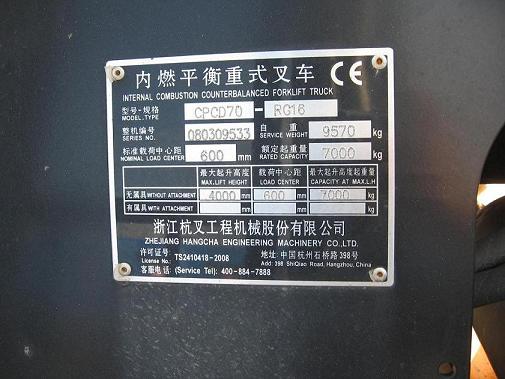 内燃平衡重式叉车 CE
INTERNAL COMBUSTION COUNTERBALANCED FORKLIFT TRUCK
型号-规格 CPCD70-RG16
MODEL.TYPE
整机编号 080309533 自重 9570 kg
SERIES NO. SERVICE WEIGHT
标准载荷中心距 600 mm 额定起重量 7000 kg
NOMINAL LOAD CENTER RATED CAPACITY
最大起升高度 载荷中心距 最大起升高度起重量
MAX.LIFT HEIGHT LOAD CENTER CAPACITY AT MAX.L.H
无属具 WITHOUT ATTACHMENT 4000 mm 600 mm 7000 kg
有属具 WITH ATTACHMENT mm mm kg
浙江杭叉工程机械股份有限公司
ZHEJIANG HANGCHA ENGINEERING MACHINERY CO.,LTD.
许可证号: TS2410418-2008 地址: 中国杭州石桥路398号
License No.: Add: 398 ShiQiao Road, Hangzhou, China
客服电话: (Service Tel): 400-884-7888